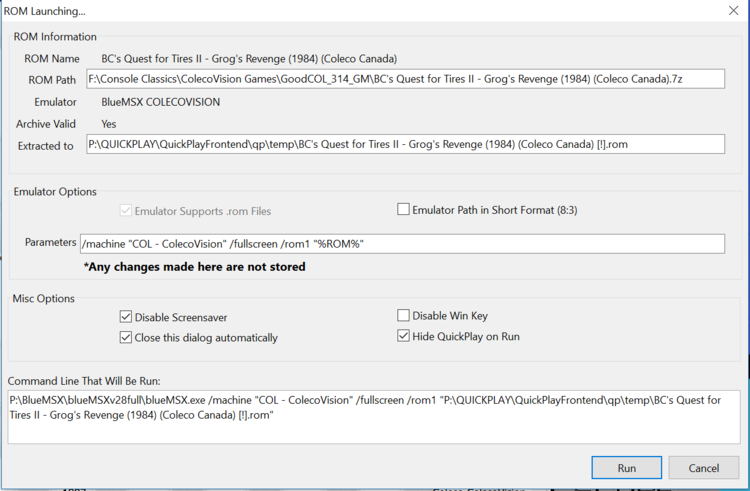 ROM Launching...
ROM Information
ROM Name BC's Quest for Tires II - Grog's Revenge (1984) (Coleco Canada)
ROM Path F:\Console Classics\ColecoVision Games\GoodCOL_314_GM\BC's Quest for Tires II - Grog's Revenge (1984) (Coleco Canada).7z
Emulator BlueMSX COLECOVISION
Archive Valid Yes
Extracted to P:\QUICKPLAY\QuickPlayFrontend\qp\temp\BC's Quest for Tires II - Grog's Revenge (1984) (Coleco Canada) [!].rom
Emulator Options
Emulator Supports .rom Files Emulator Path in Short Format (8:3)
Parameters /machine "COL - ColecoVision" /fullscreen /rom1 "%ROM%"
*Any changes made here are not stored
Misc Options
Disable Screensaver Disable Win Key
Close this dialog automatically Hide QuickPlay on Run
Command Line That Will Be Run:
P:\BlueMSX\blueMSXv28full\blueMSX.exe /machine "COL - ColecoVision" /fullscreen /rom1 "P:\QUICKPLAY\QuickPlayFrontend\qp\temp\BC's Quest for
Tires II - Grog's Revenge (1984) (Coleco Canada) [!].rom"
Run Cancel